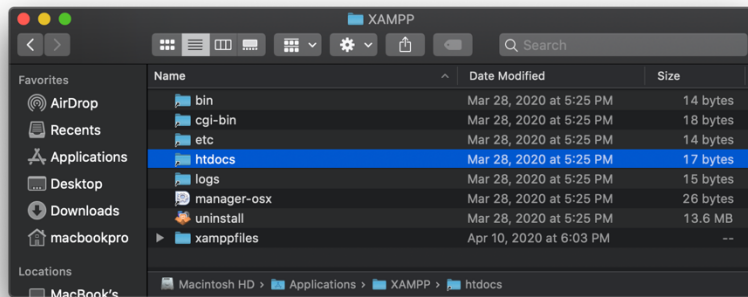 XAMPP
Search
Favorites
AirDrop
Recents
Applications
Desktop
Downloads
macbookpro
Locations
MacBook's
Name Date Modified Size
bin Mar 28, 2020 at 5:25 PM 14 bytes
cgi-bin Mar 28, 2020 at 5:25 PM 18 bytes
etc Mar 28, 2020 at 5:25 PM 14 bytes
htdocs Mar 28, 2020 at 5:25 PM 17 bytes
logs Mar 28, 2020 at 5:25 PM 15 bytes
manager-osx Mar 28, 2020 at 5:25 PM 26 bytes
uninstall Mar 28, 2020 at 5:25 PM 13.6 MB
xamppfiles Apr 10, 2020 at 6:03 PM --
Macintosh HD › Applications › XAMPP › htdocs